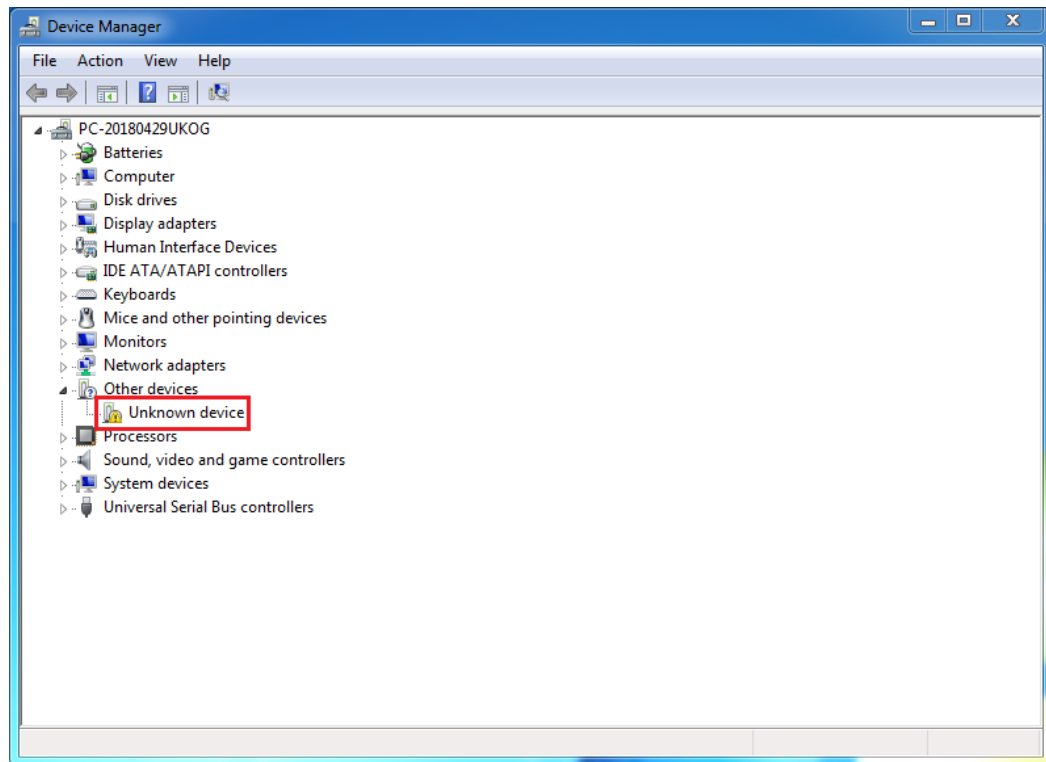 Device Manager
File Action View Help
PC-20180429UKOG
Batteries
Computer
Disk drives
Display adapters
Human Interface Devices
IDE ATA/ATAPI controllers
Keyboards
Mice and other pointing devices
Monitors
Network adapters
Other devices
Unknown device
Processors
Sound, video and game controllers
System devices
Universal Serial Bus controllers